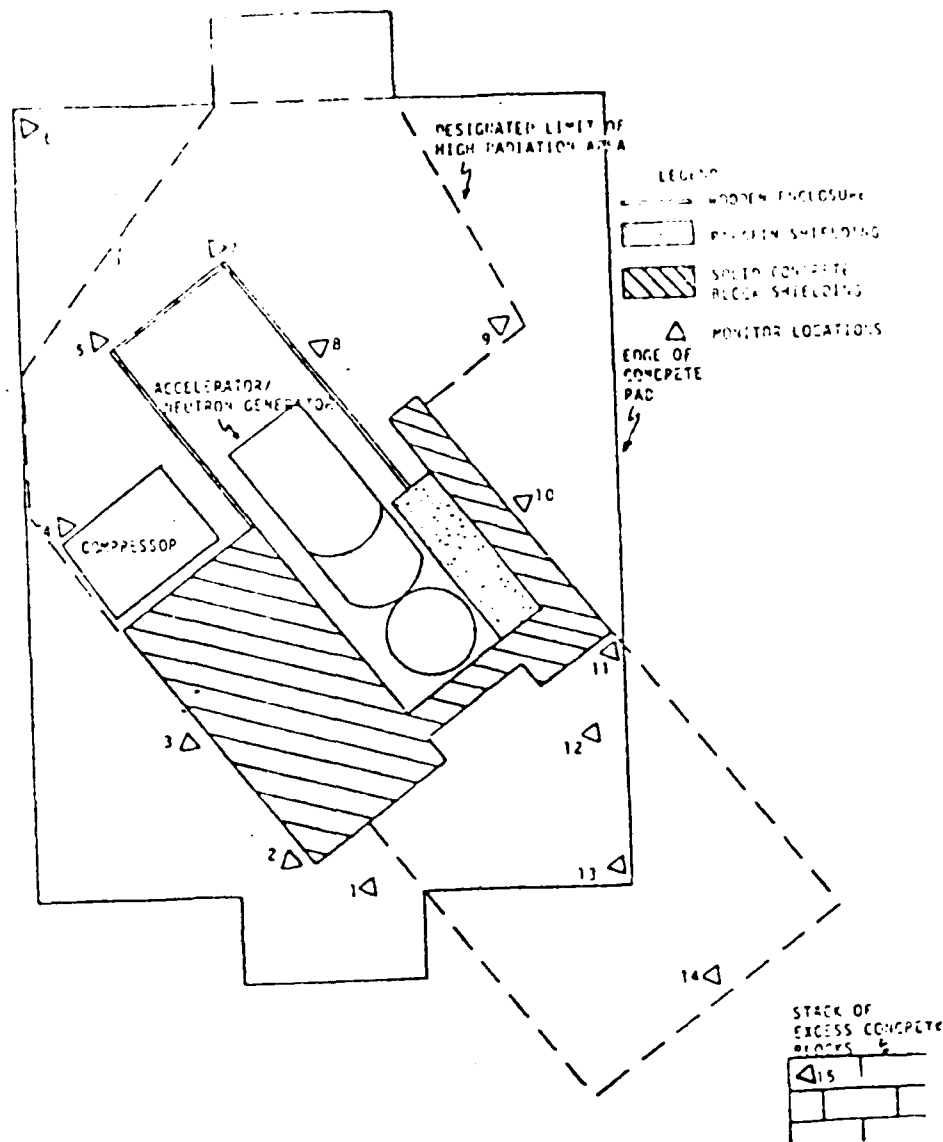 DESIGNATED LIMIT OF
HIGH RADIATION AREA
LEGEND
WOODEN ENCLOSURE
SHIELDING
SOLID CONCRETE
BLOCK SHIELDING
MONITOR LOCATIONS
8
9
5
EDGE OF
CONCRETE
PAD
ACCELERATOR/
NEUTRON GENERATOR
10
4
COMPRESSOR
11
3
12
2
1
13
14
STACK OF
EXCESS CONCRETE
BLOCKS
15